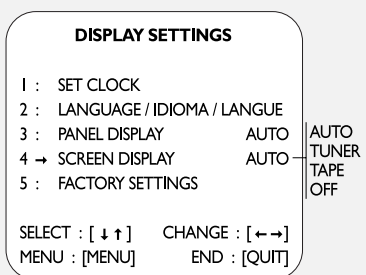 DISPLAY SETTINGS
1 : SET CLOCK
2 : LANGUAGE / IDIOMA / LANGUE
3 : PANEL DISPLAY AUTO
4 → SCREEN DISPLAY AUTO
5 : FACTORY SETTINGS
SELECT : [ ↓ ↑ ] CHANGE : [←→]
MENU : [MENU] END : [QUIT]
AUTO
TUNER
TAPE
OFF